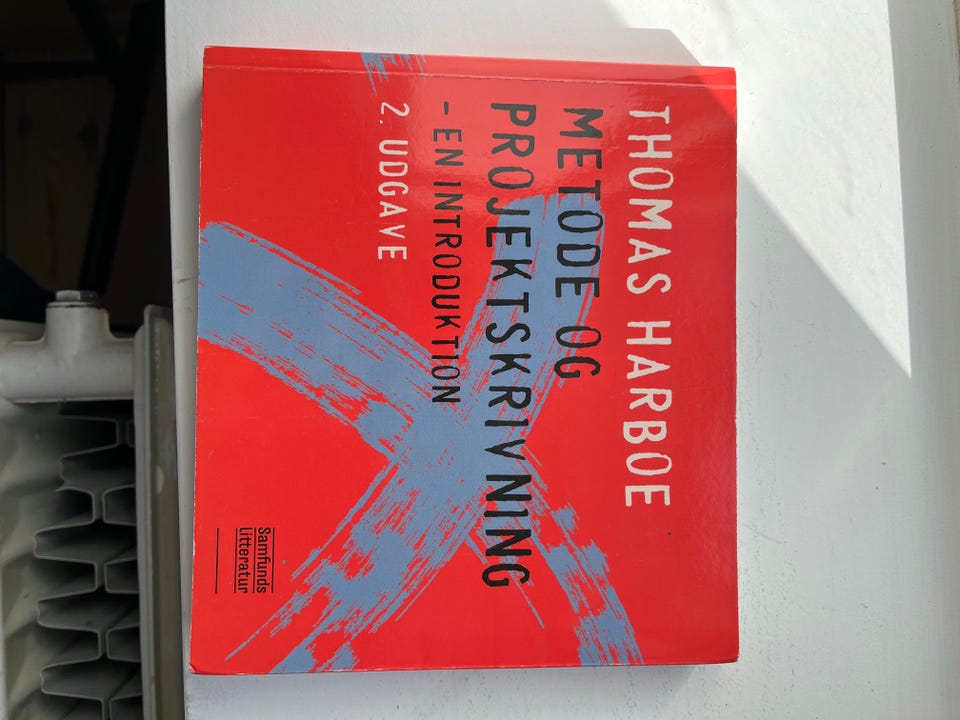 THOMAS HARBOE
METODE OG
PROJEKTSKRIVNING
- EN INTRODUKTION
2. UDGAVE
Samfunds
litteratur